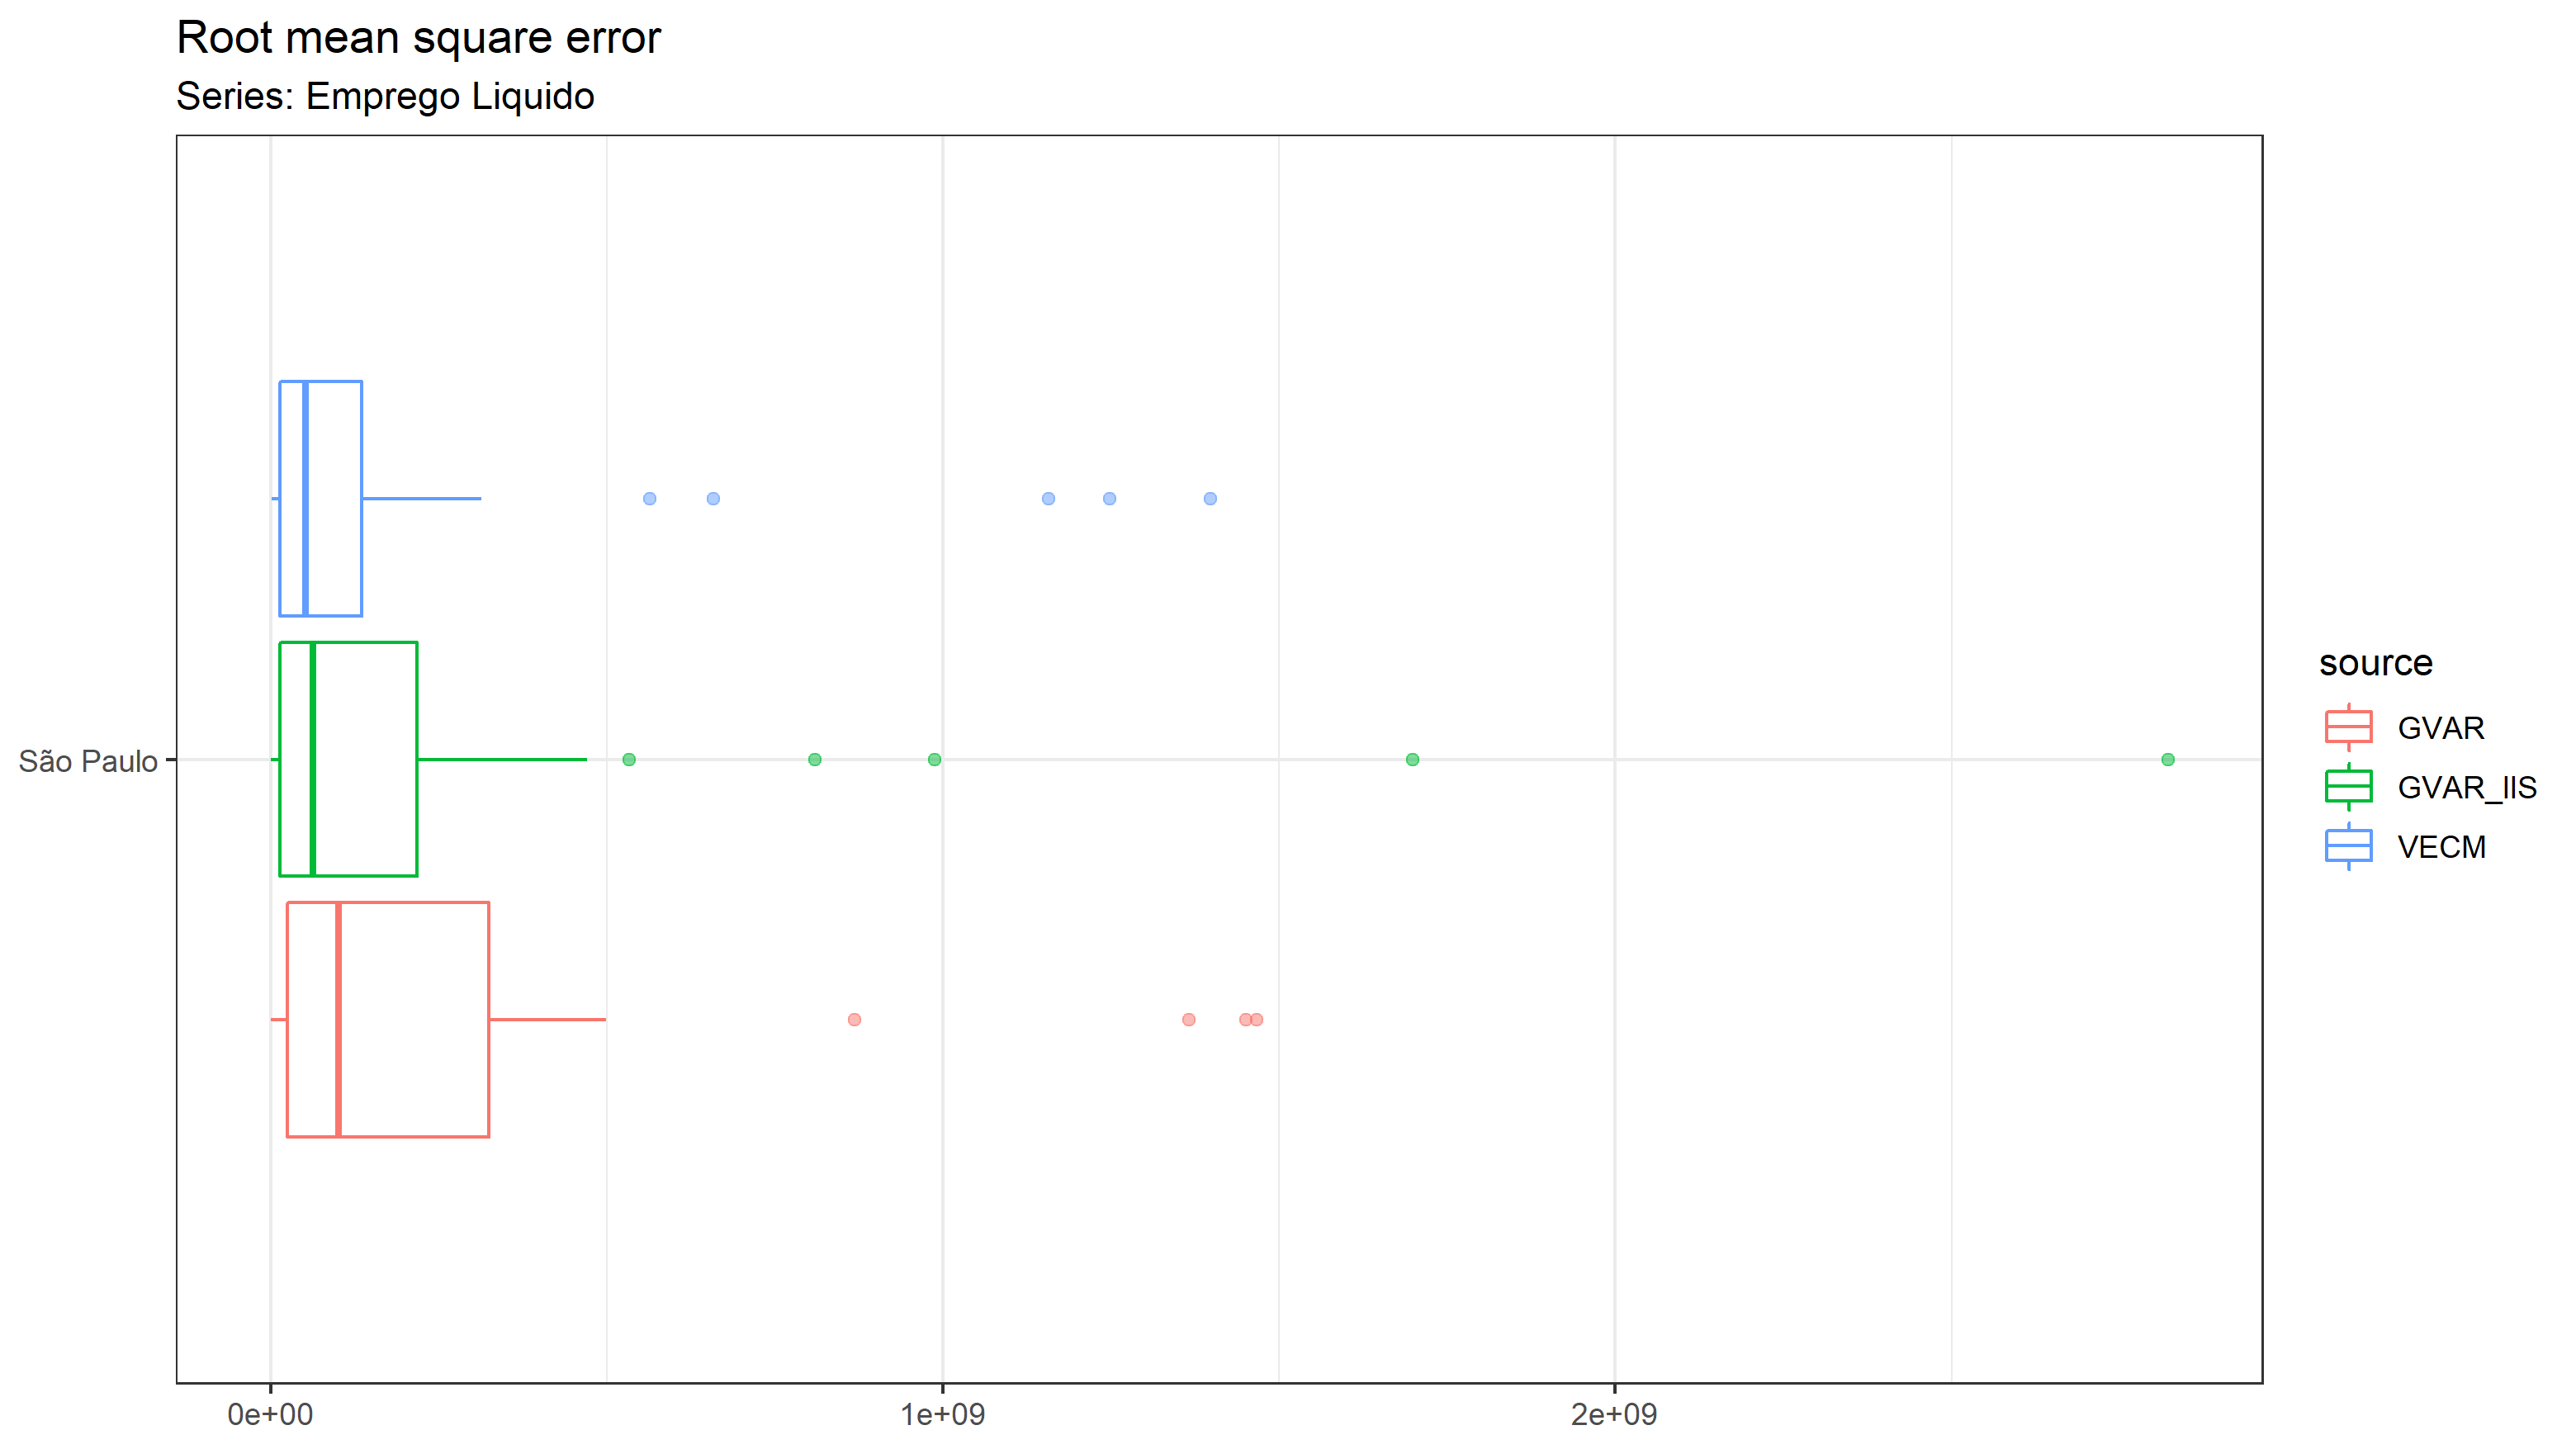 Root mean square error
Series: Emprego Liquido
São Paulo
0e+00
1e+09
2e+09
source
GVAR
GVAR_IIS
VECM